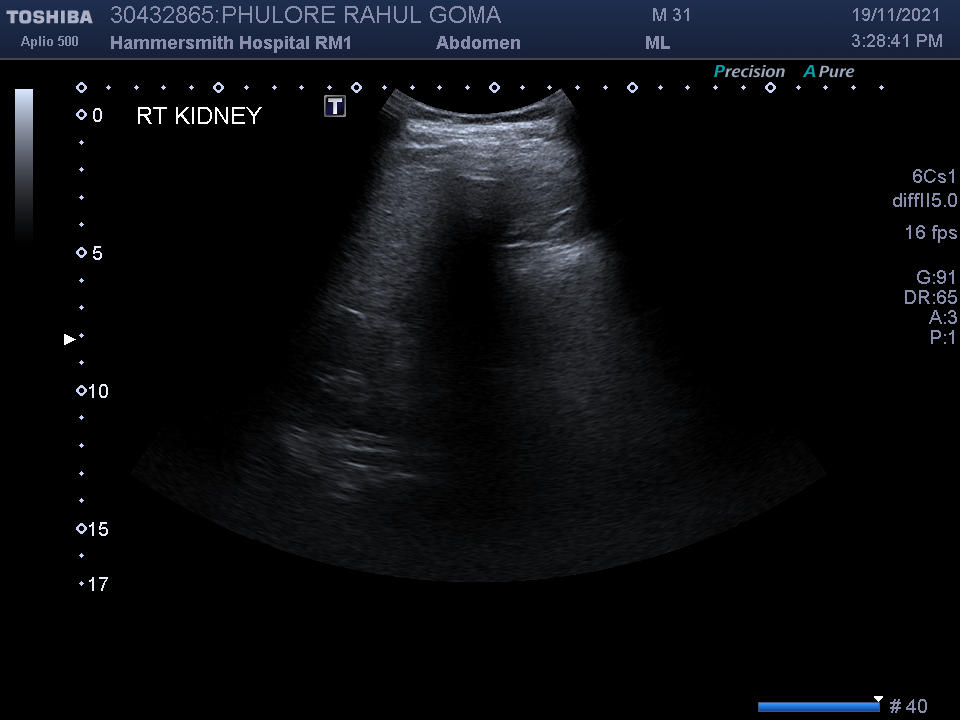 TOSHIBA 30432865:PHULORE RAHUL GOMA M 31 19/11/2021
Aplio 500 Hammersmith Hospital RM1 Abdomen ML 3:28:41 PM
Precision A Pure
0 RT KIDNEY T
6Cs1
diffII5.0
16 fps
5
G:91
DR:65
A:3
P:1
10
15
17
# 40